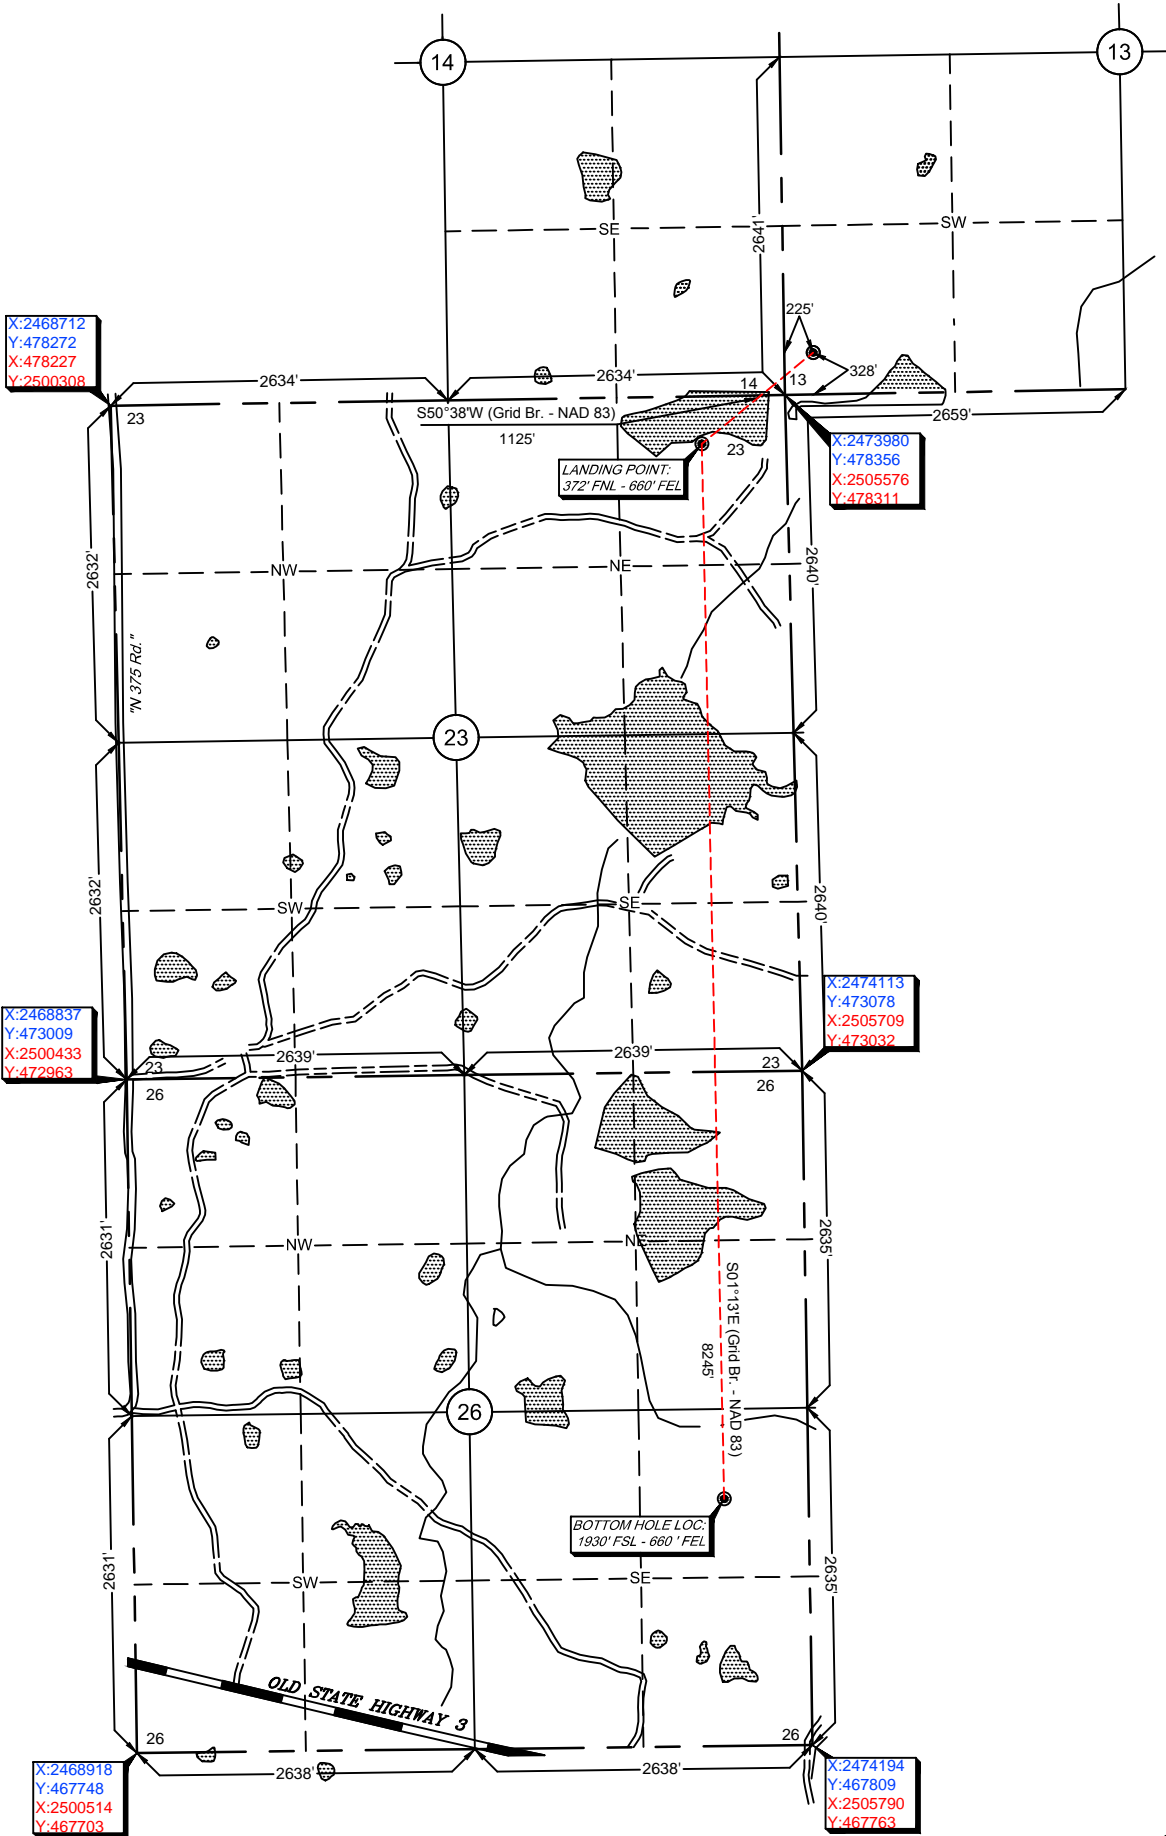 14
13
SE
SW
2641'
225'
328'
X:2468712
Y:478272
X:478227
Y:2500308
2634'
2634'
14
13
23
S50°38'W (Grid Br. - NAD 83)
1125'
2659'
23
LANDING POINT:
372' FNL - 660' FEL
X:2473980
Y:478356
X:2505576
Y:478311
2632'
NW
NE
2640'
"N 375 Rd."
23
2632'
SW
SE
2640'
X:2468837
Y:473009
X:2500433
Y:472963
X:2474113
Y:473078
X:2505709
Y:473032
23
2639'
2639'
23
26
26
2631'
NW
NE
2635'
S01°13'E (Grid Br. - NAD 83)
8245'
26
BOTTOM HOLE LOC:
1930' FSL - 660 ' FEL
2631'
SW
SE
2635'
OLD STATE HIGHWAY 3
26
26
2638'
2638'
X:2468918
Y:467748
X:2500514
Y:467703
X:2474194
Y:467809
X:2505790
Y:467763